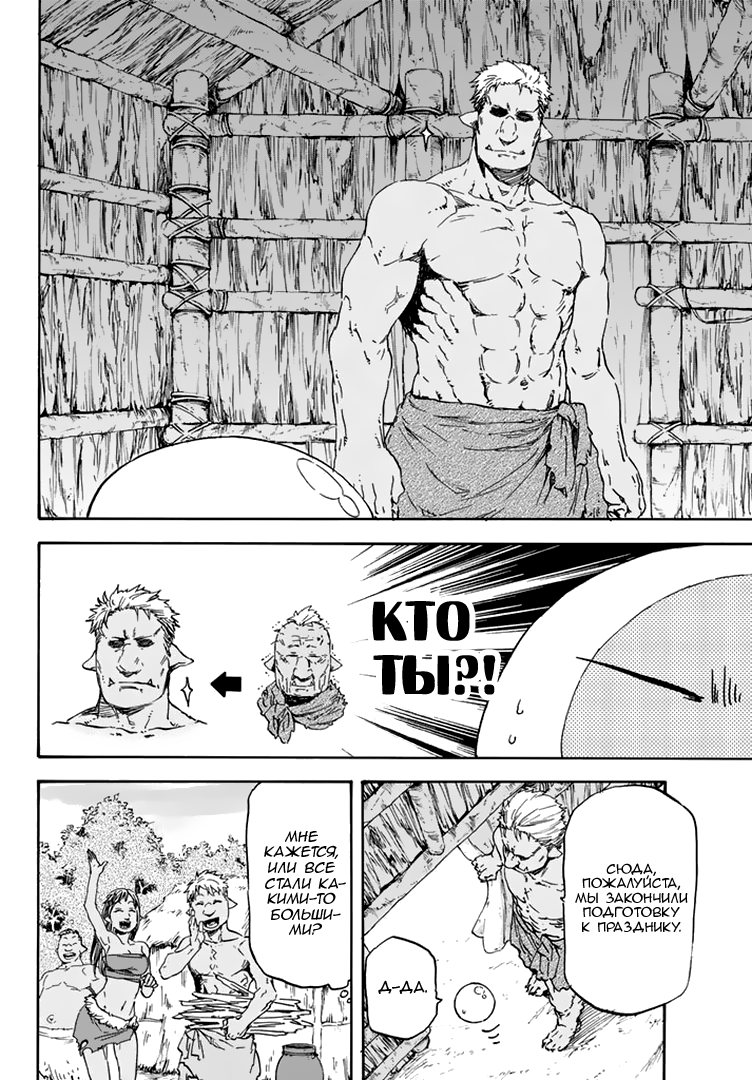 КТО
ТЫ?!
СЮДА,
ПОЖАЛУЙСТА,
МЫ ЗАКОНЧИЛИ
ПОДГОТОВКУ
К ПРАЗДНИКУ.
Д-ДА.
МНЕ
КАЖЕТСЯ,
ИЛИ ВСЕ
СТАЛИ КА-
КИМИ-ТО
БОЛЬШИ-
МИ?